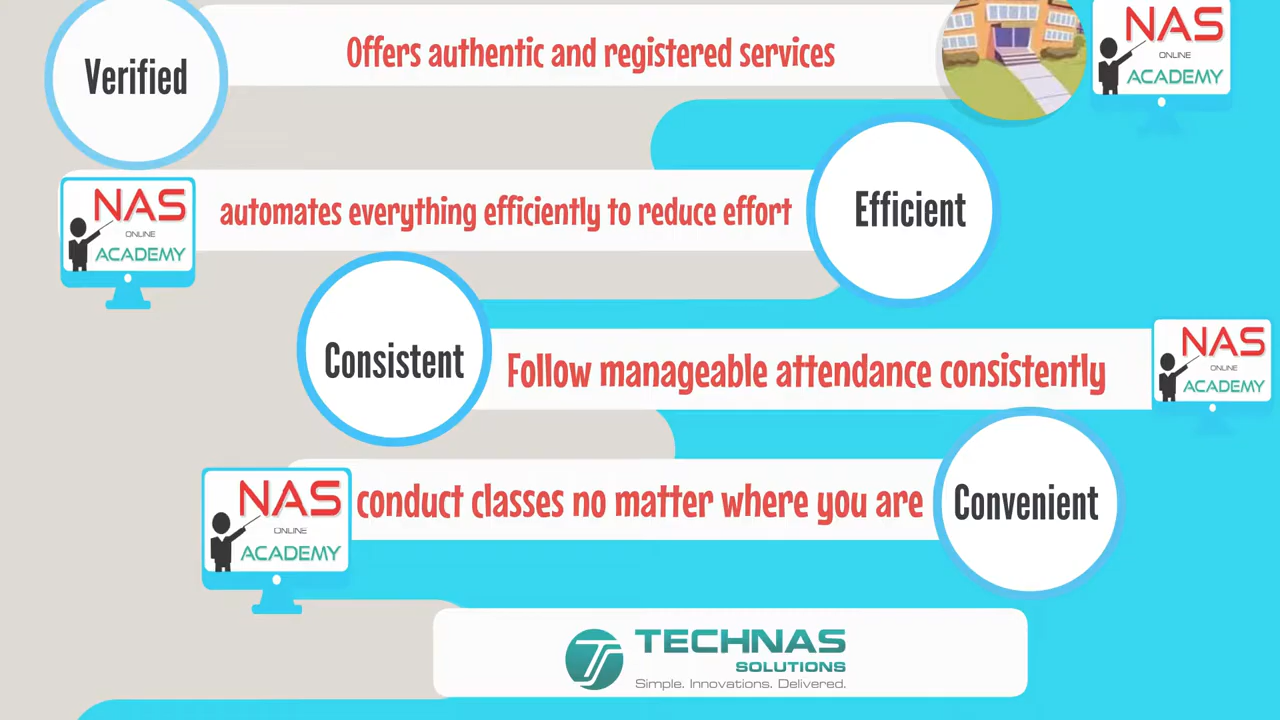 Verified
Offers authentic and registered services
NAS
ONLINE
ACADEMY
NAS
ONLINE
ACADEMY
automates everything efficiently to reduce effort
Efficient
Consistent
Follow manageable attendance consistently
NAS
ONLINE
ACADEMY
NAS
ONLINE
ACADEMY
conduct classes no matter where you are
Convenient
TECHNAS
SOLUTIONS
Simple. Innovations. Delivered.